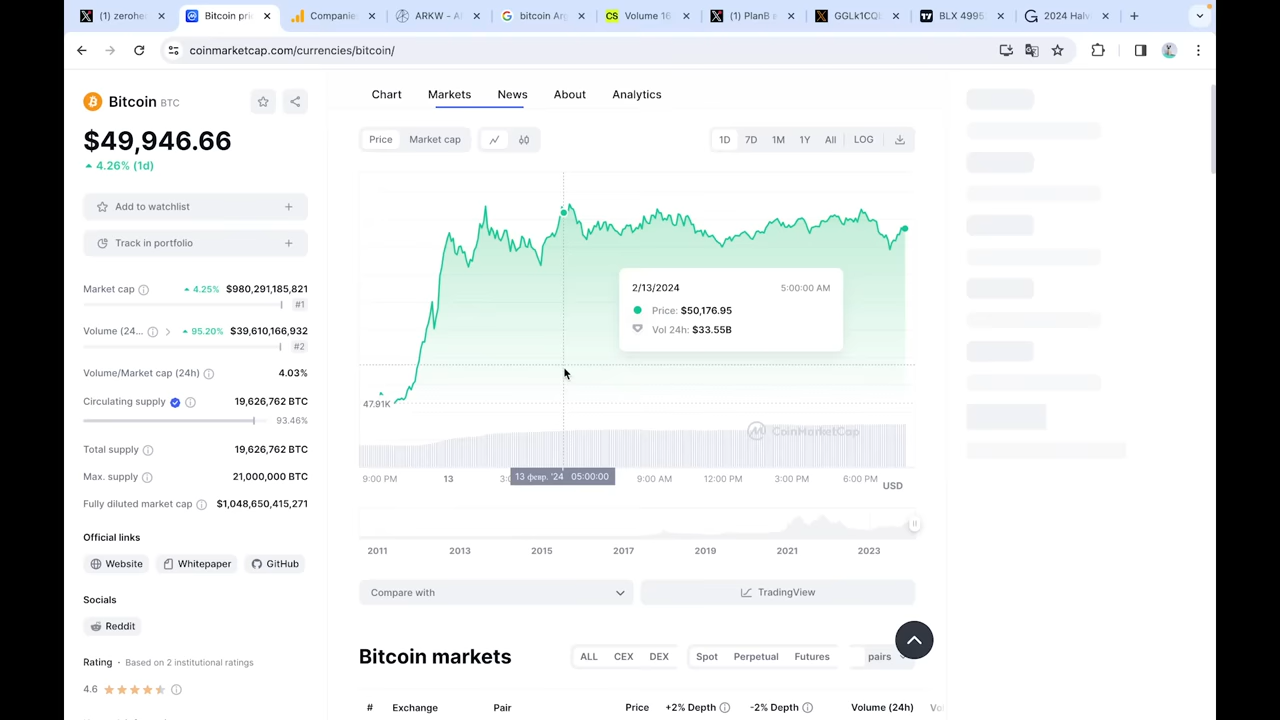 (1) zerohe
Bitcoin pri
Companie
ARKW - A
bitcoin Ar
Volume 16
(1) PlanB
GGLk1CQ
BLX 4995
2024 Halv
coinmarketcap.com/currencies/bitcoin/
Bitcoin BTC
$49,946.66
4.26% (1d)
Add to watchlist
Track in portfolio
Market cap 4.25% $980,291,185,821
#1
Volume (24... 95.20% $39,610,166,932
#2
Volume/Market cap (24h) 4.03%
Circulating supply 19,626,762 BTC
93.46%
Total supply 19,626,762 BTC
Max. supply 21,000,000 BTC
Fully diluted market cap $1,048,650,415,271
Official links
Website Whitepaper GitHub
Socials
Reddit
Rating · Based on 2 institutional ratings
4.6
Chart Markets News About Analytics
Price Market cap
1D 7D 1M 1Y All LOG
2/13/2024 5:00:00 AM
Price: $50,176.95
Vol 24h: $33.55B
47.91K
CoinMarketCap
13 февр. '24 05:00:00
9:00 PM 13 3:0 9:00 AM 12:00 PM 3:00 PM 6:00 PM
USD
2011 2013 2015 2017 2019 2021 2023
Compare with
TradingView
Bitcoin markets
ALL CEX DEX Spot Perpetual Futures pairs
# Exchange Pair Price +2% Depth -2% Depth Volume (24h) Vo